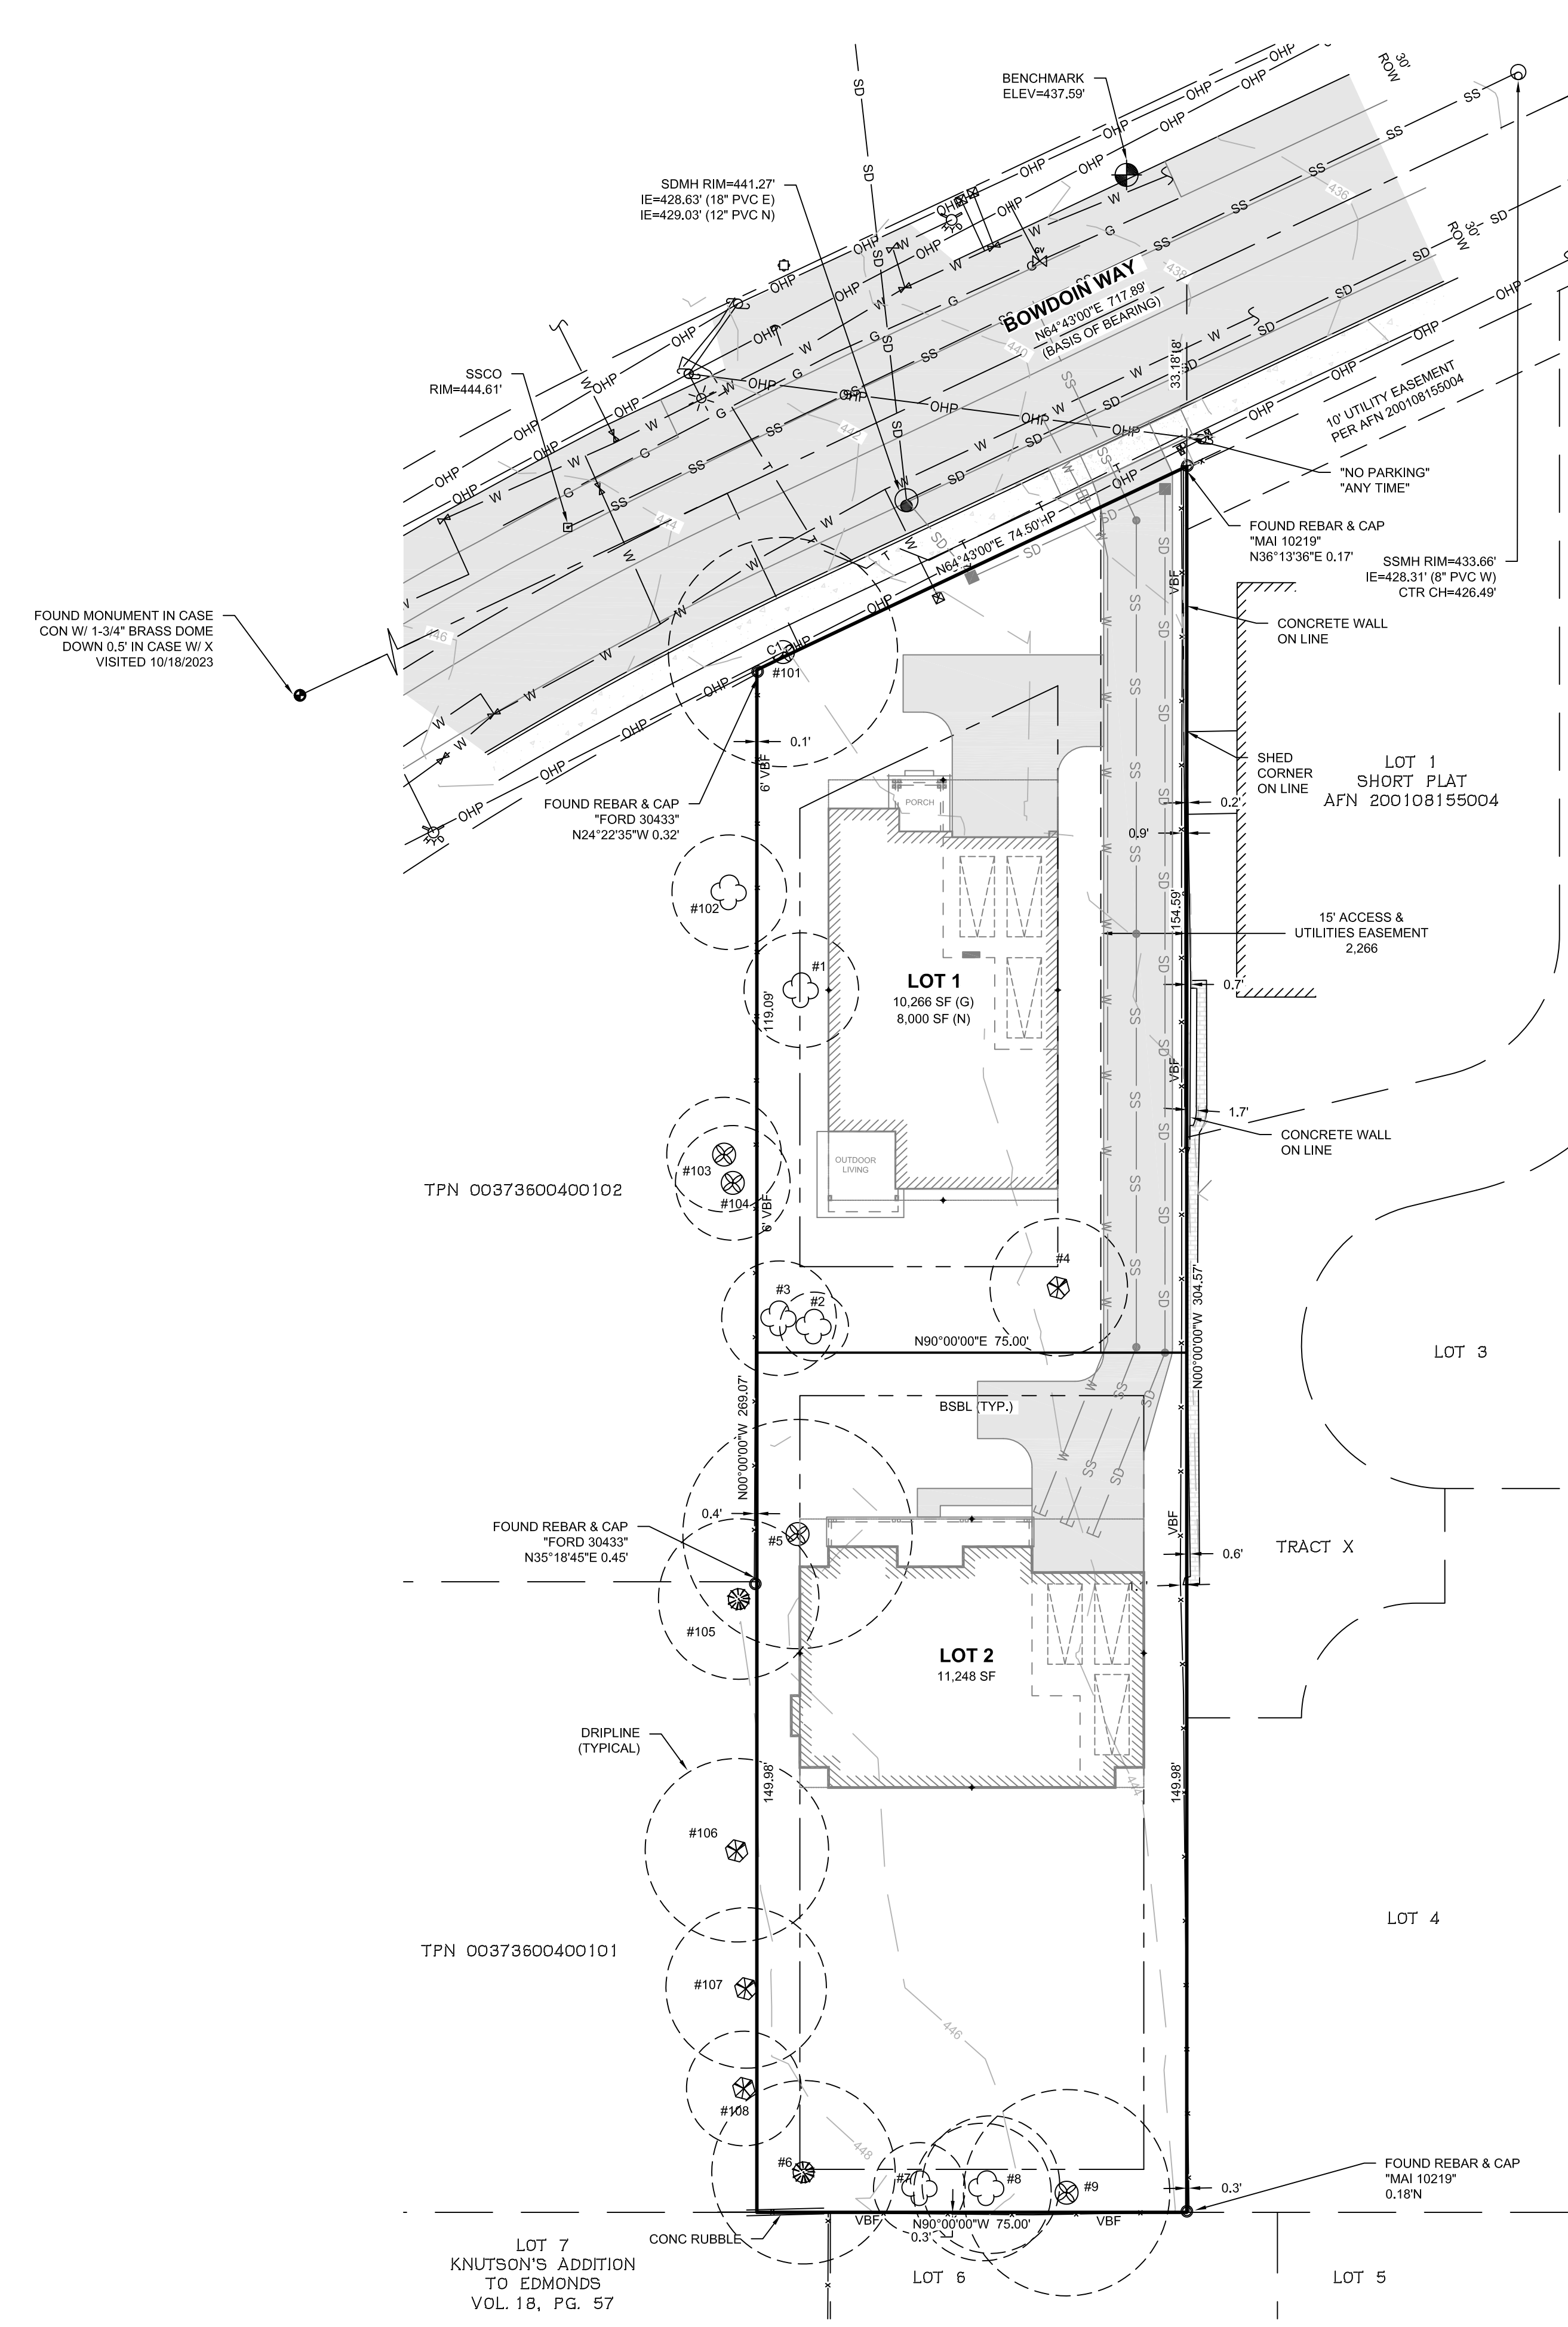 BENCHMARK
ELEV=437.59'
30'
ROW
SDMH RIM=441.27'
IE=428.63' (18" PVC E)
IE=429.03' (12" PVC N)
436
30'
ROW
438
BOWDOIN WAY
N64°43'00"E 717.89'
(BASIS OF BEARING)
440
33.18'
SSCO
RIM=444.61'
10' UTILITY EASEMENT
PER AFN 200108155004
442
"NO PARKING"
"ANY TIME"
444
N64°43'00"E 74.50'
FOUND REBAR & CAP
"MAI 10219"
N36°13'36"E 0.17'
SSMH RIM=433.66'
IE=428.31' (8" PVC W)
CTR CH=426.49'
FOUND MONUMENT IN CASE
CON W/ 1-3/4" BRASS DOME
DOWN 0.5' IN CASE W/ X
VISITED 10/18/2023
446
C1
#101
VBF
CONCRETE WALL
ON LINE
0.1'
6' VBF
SHED
CORNER
ON LINE
LOT 1
SHORT PLAT
AFN 200108155004
FOUND REBAR & CAP
"FORD 30433"
N24°22'35"W 0.32'
PORCH
0.2'
0.9'
#102
154.59'
15' ACCESS &
UTILITIES EASEMENT
2,266
#1
LOT 1
10,266 SF (G)
8,000 SF (N)
0.7'
119.09'
VBF
1.7'
CONCRETE WALL
ON LINE
#103
#104
OUTDOOR
LIVING
TPN 00373600400102
6' VBF
#4
#3
#2
N90°00'00"E 75.00'
N00°00'00"W 304.57'
LOT 3
N00°00'00"W 269.07'
BSBL (TYP.)
0.4'
FOUND REBAR & CAP
"FORD 30433"
N35°18'45"E 0.45'
#5
VBF
0.6'
TRACT X
#105
LOT 2
11,248 SF
DRIPLINE
(TYPICAL)
149.98'
149.98'
444
#106
LOT 4
TPN 00373600400101
#107
446
#108
448
#6
#7
#8
#9
FOUND REBAR & CAP
"MAI 10219"
0.18'N
0.3'
VBF
N90°00'00"W 75.00'
VBF
0.3'
CONC RUBBLE
LOT 7
KNUTSON'S ADDITION
TO EDMONDS
VOL. 18, PG. 57
LOT 6
LOT 5